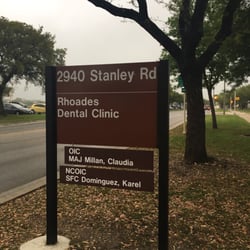 2940 Stanley Rd
Rhoades
Dental Clinic
OIC
MAJ Millan, Claudia
NCOIC
SFC Dominguez, Karel